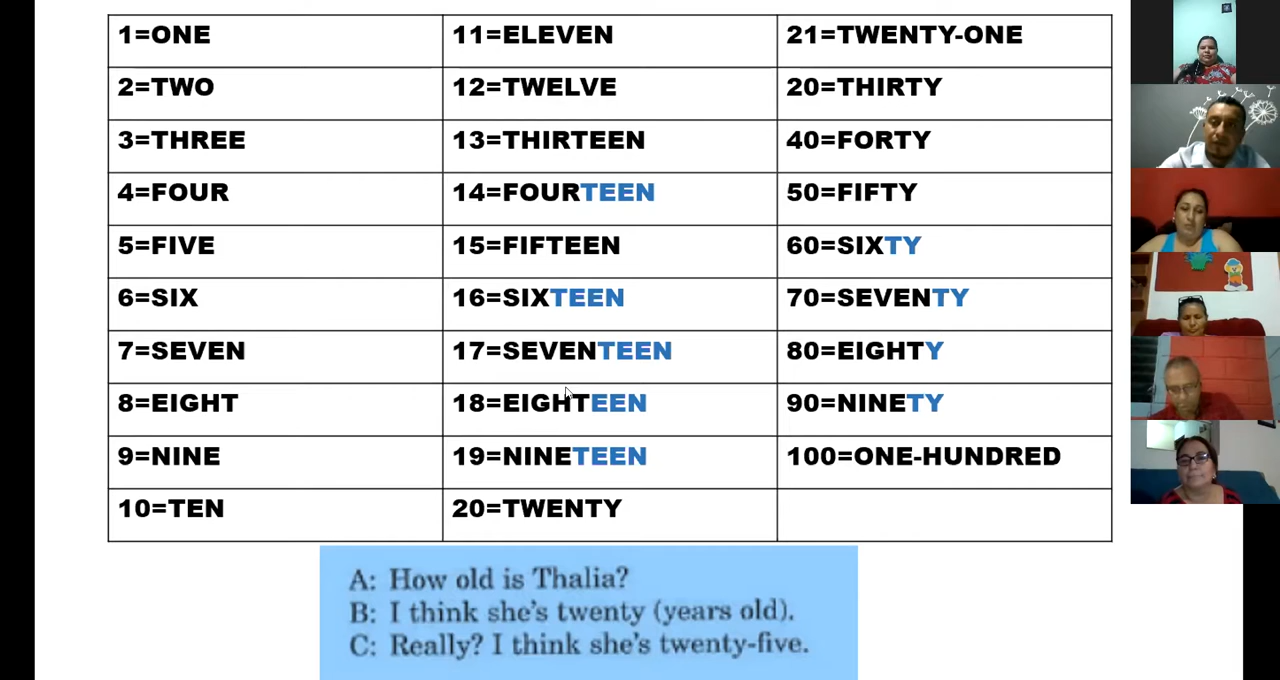 1=ONE 11=ELEVEN 21=TWENTY-ONE
2=TWO 12=TWELVE 20=THIRTY
3=THREE 13=THIRTEEN 40=FORTY
4=FOUR 14=FOURTEEN 50=FIFTY
5=FIVE 15=FIFTEEN 60=SIXTY
6=SIX 16=SIXTEEN 70=SEVENTY
7=SEVEN 17=SEVENTEEN 80=EIGHTY
8=EIGHT 18=EIGHTEEN 90=NINETY
9=NINE 19=NINETEEN 100=ONE-HUNDRED
10=TEN 20=TWENTY
A: How old is Thalia?
B: I think she's twenty (years old).
C: Really? I think she's twenty-five.